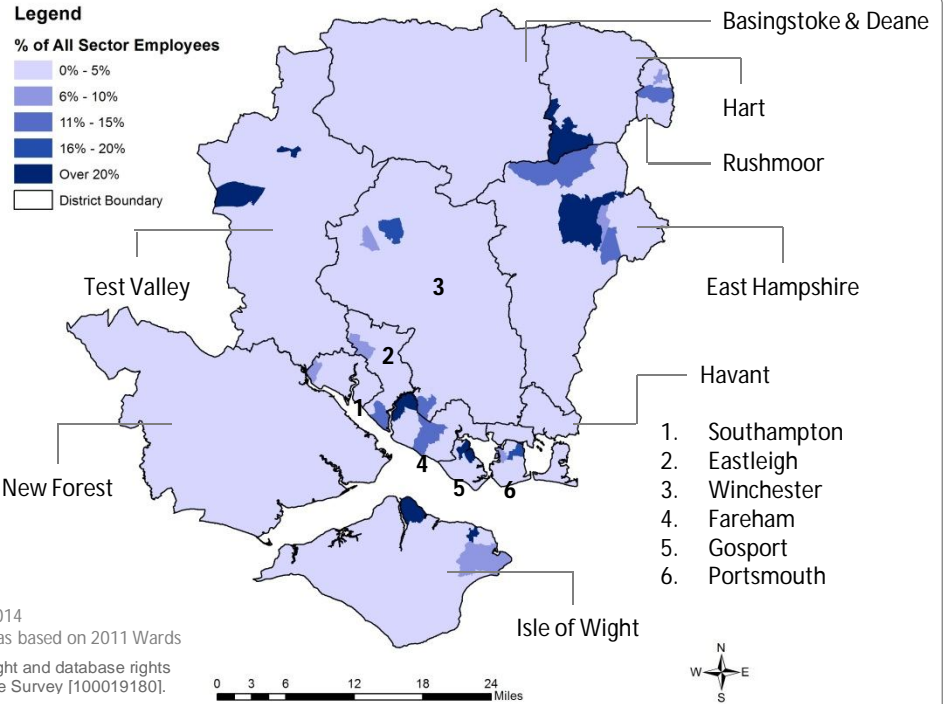 Legend
% of All Sector Employees
0% - 5%
6% - 10%
11% - 15%
16% - 20%
Over 20%
District Boundary
Basingstoke & Deane
Hart
Rushmoor
Test Valley
East Hampshire
3
2
1
4
5
6
Havant
New Forest
1. Southampton
2. Eastleigh
3. Winchester
4. Fareham
5. Gosport
6. Portsmouth
Isle of Wight
based on 2011 Wards
and database rights
Survey [100019180].
0 3 6 12 18 24
Miles
N
W E
S